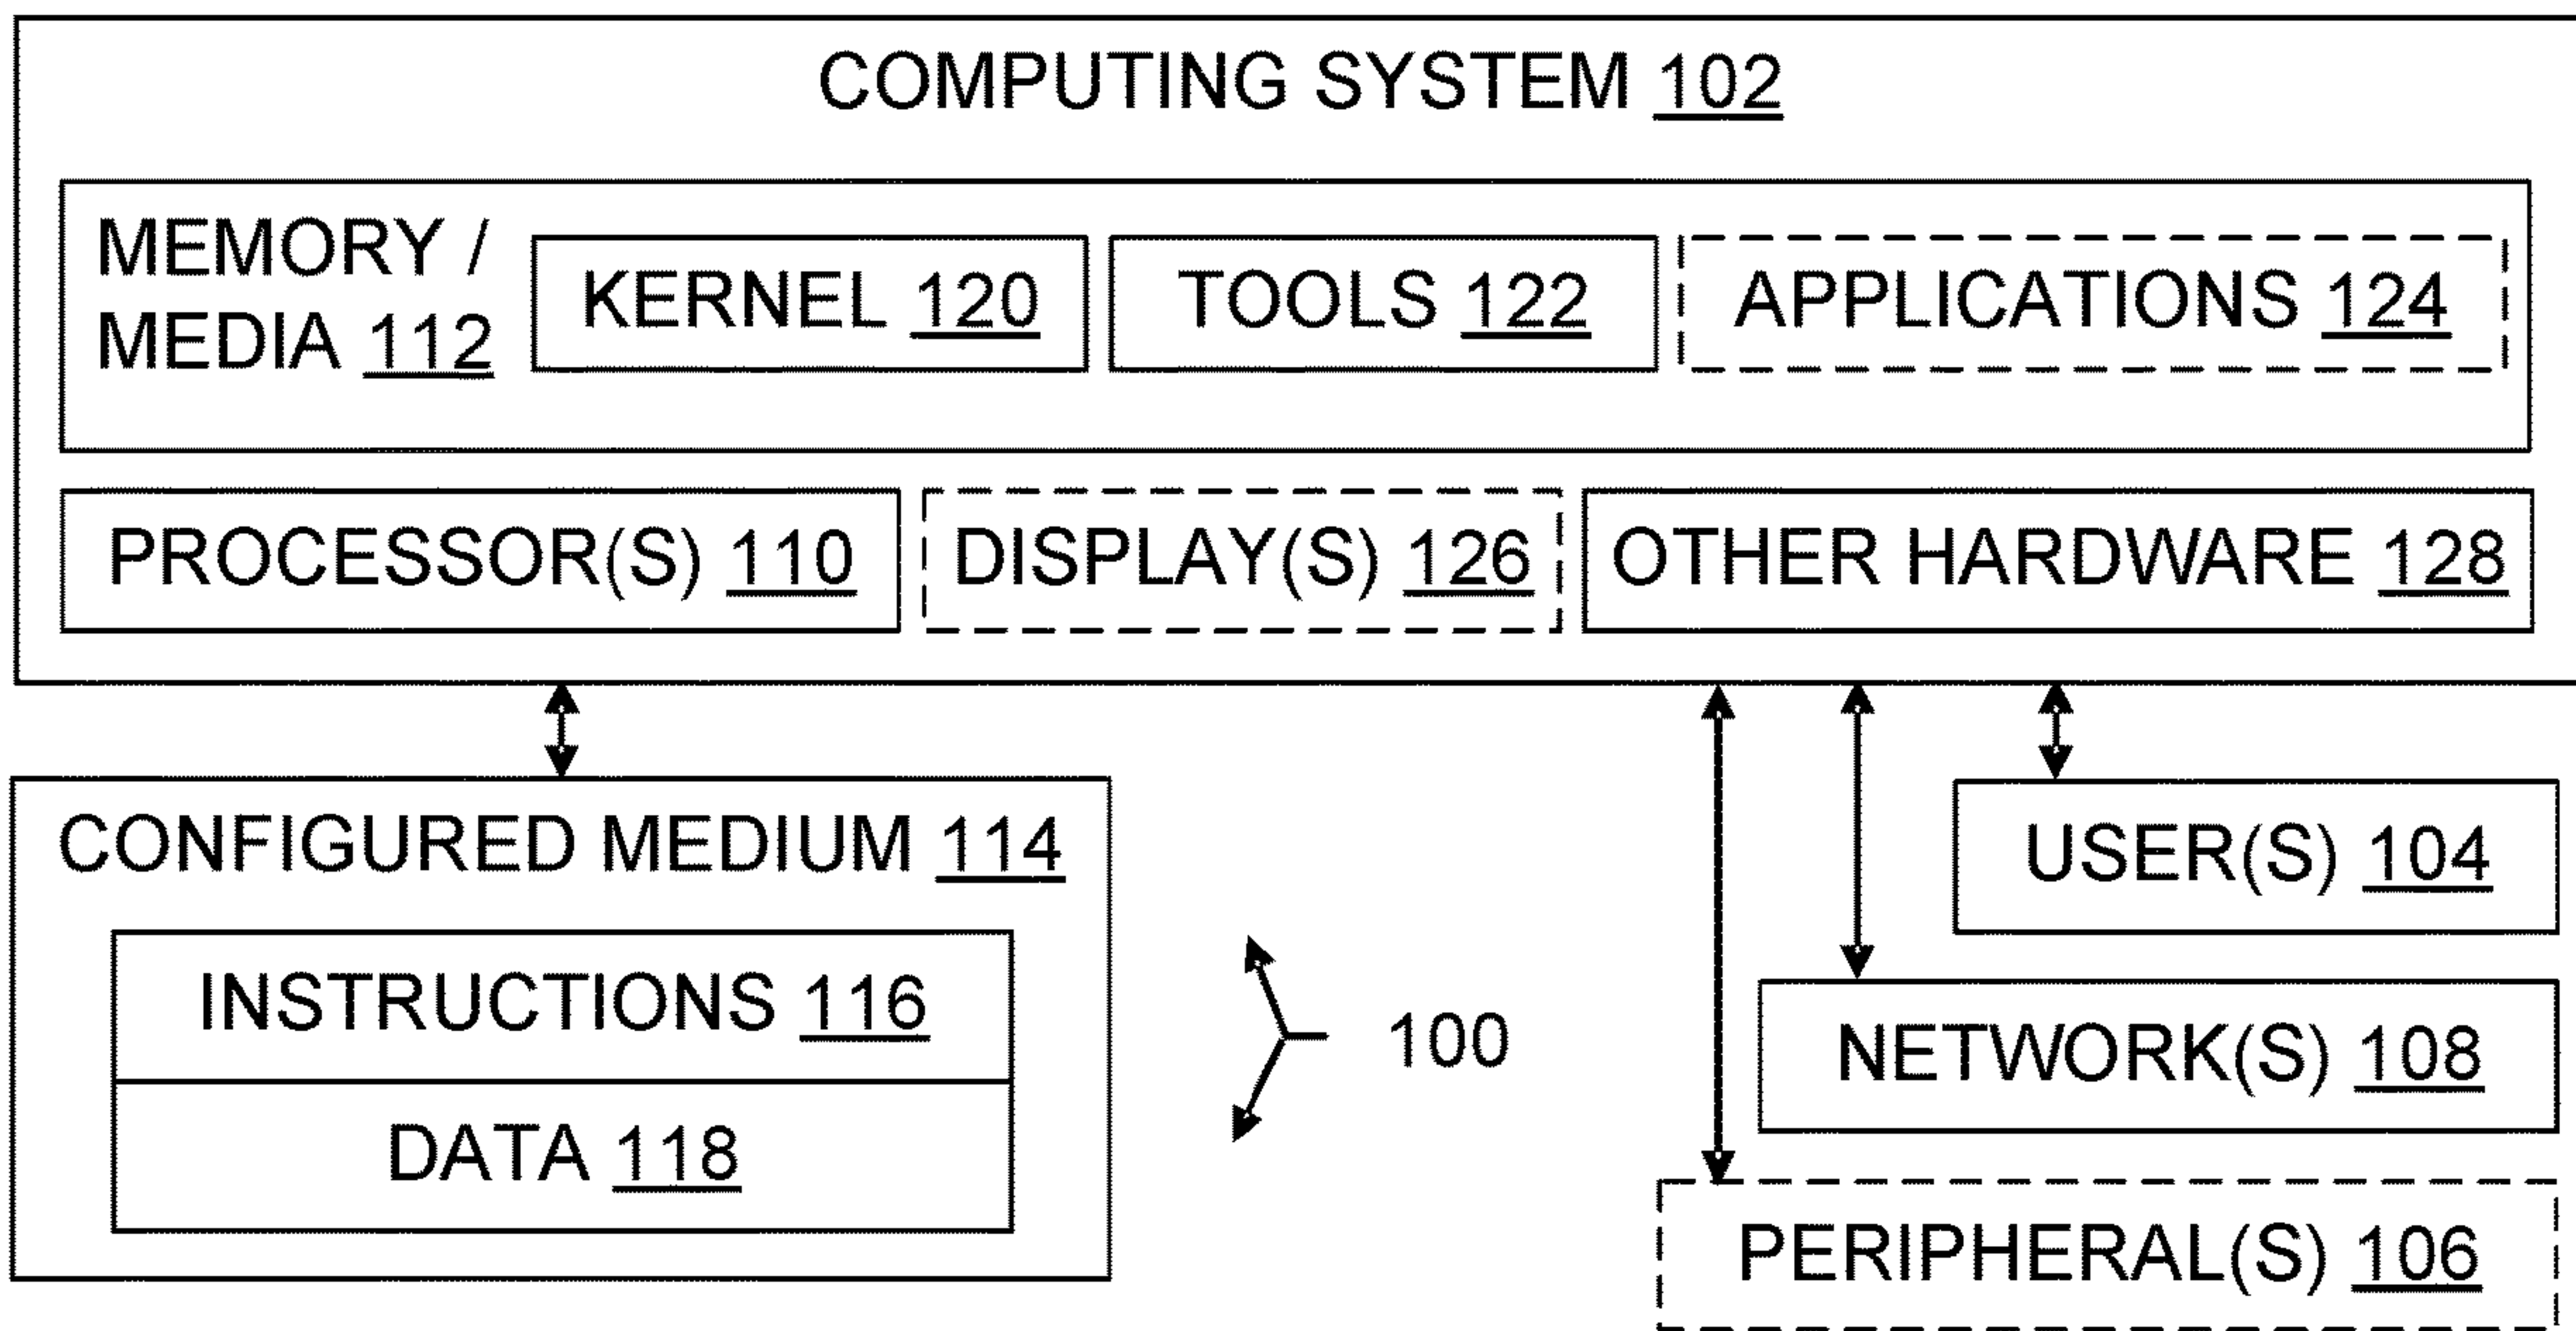 COMPUTING SYSTEM 102
MEMORY /
MEDIA 112
KERNEL 120
TOOLS 122
APPLICATIONS 124
PROCESSOR(S) 110
DISPLAY(S) 126
OTHER HARDWARE 128
CONFIGURED MEDIUM 114
INSTRUCTIONS 116
DATA 118
100
USER(S) 104
NETWORK(S) 108
PERIPHERAL(S) 106